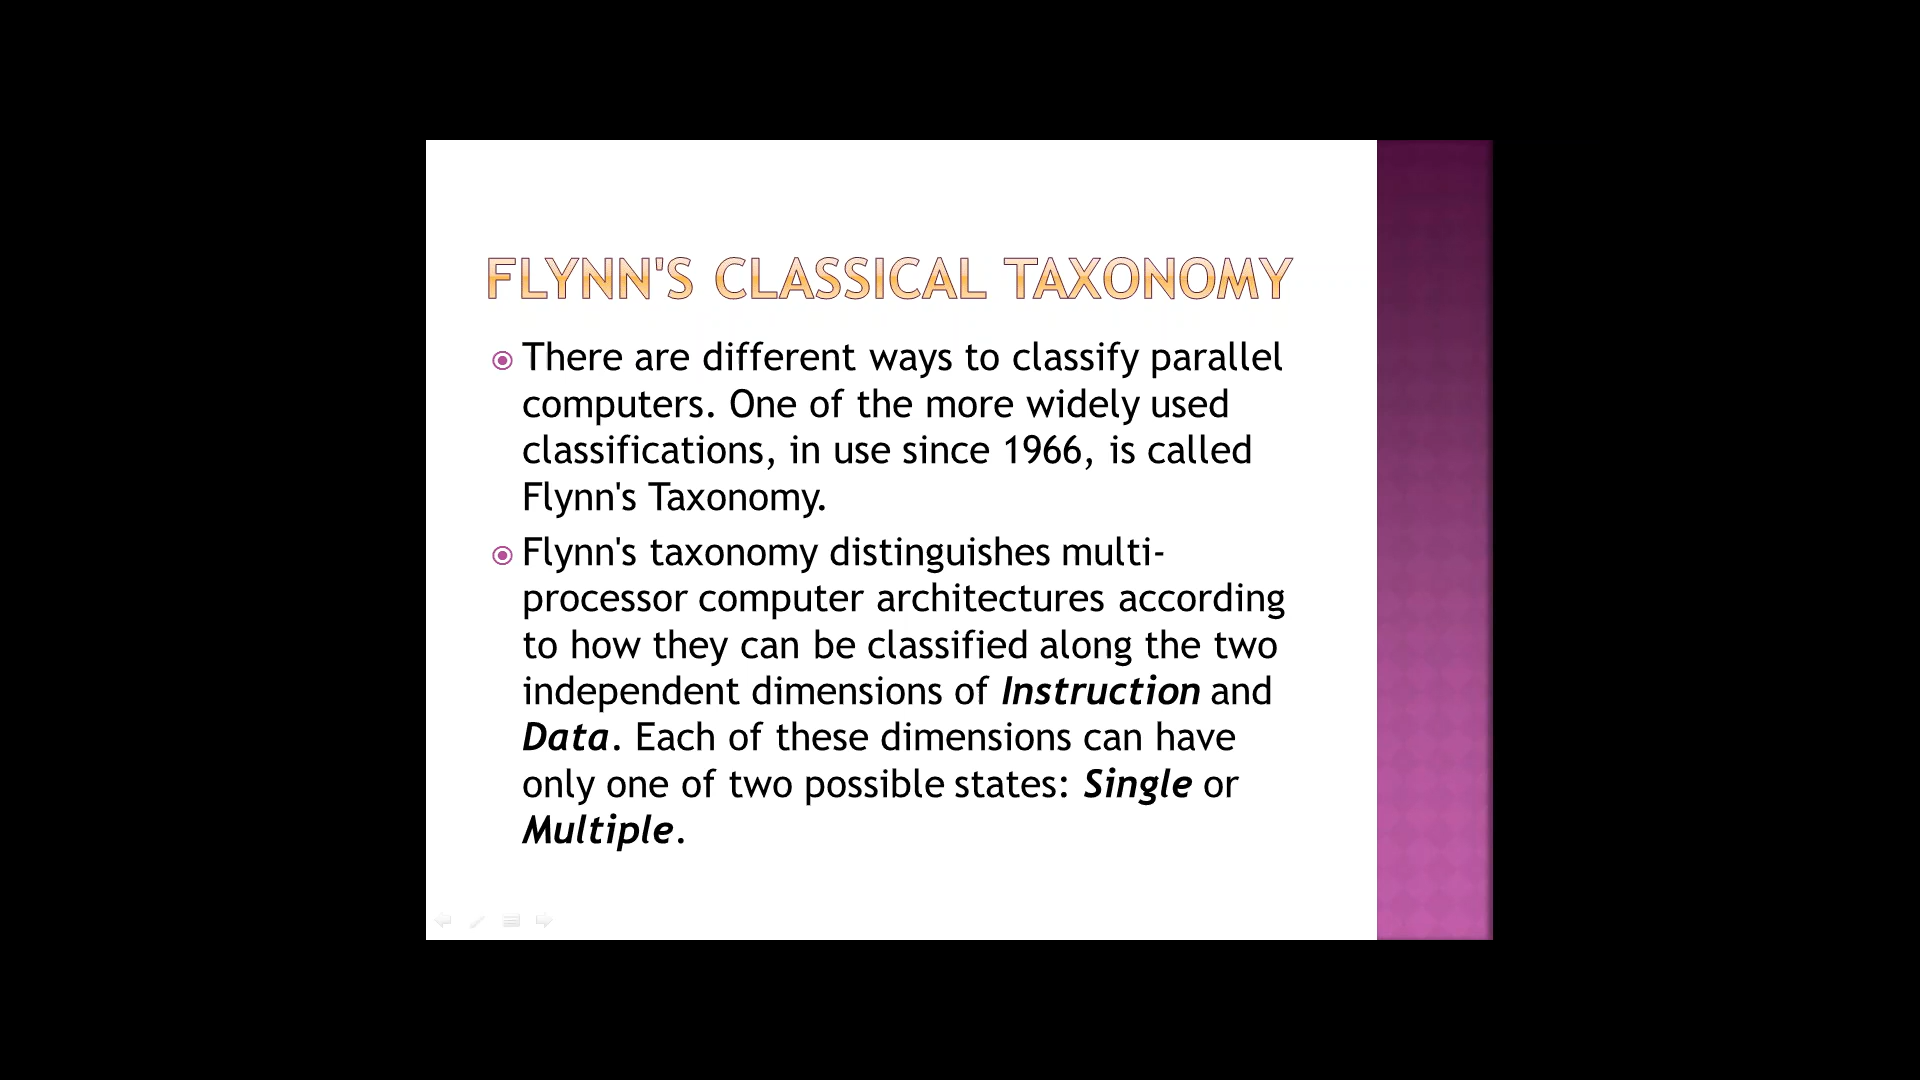 FLYNN'S CLASSICAL TAXONOMY
There are different ways to classify parallel
computers. One of the more widely used
classifications, in use since 1966, is called
Flynn's Taxonomy.
Flynn's taxonomy distinguishes multi-
processor computer architectures according
to how they can be classified along the two
independent dimensions of Instruction and
Data. Each of these dimensions can have
only one of two possible states: Single or
Multiple.